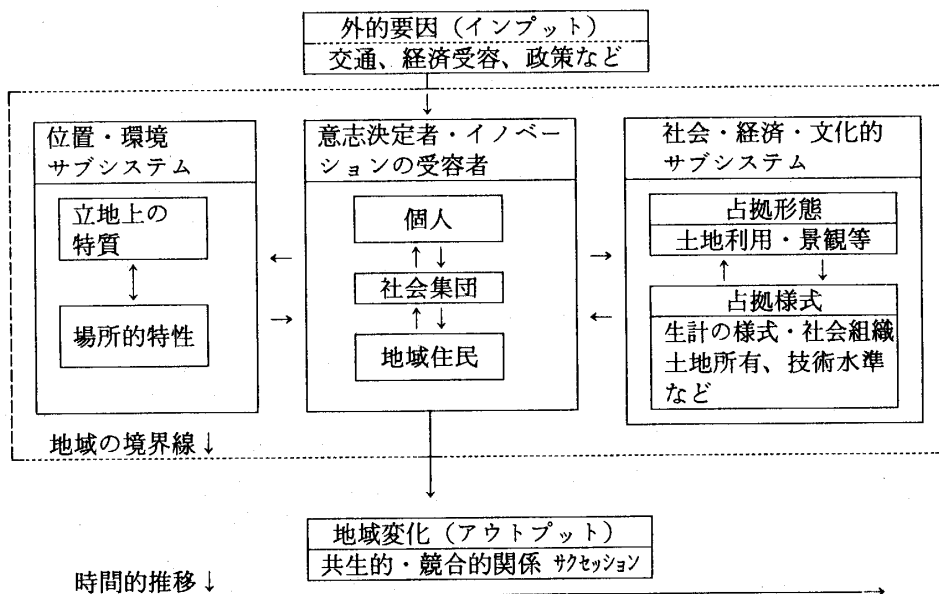 外的要因（インプット）
交通、経済受容、政策など
位置・環境
サブシステム
立地上の
特質
場所的特性
意志決定者・イノベー
ションの受容者
個人
社会集団
地域住民
社会・経済・文化的
サブシステム
占拠形態
土地利用・景観等
占拠様式
生計の様式・社会組織
土地所有、技術水準
など
地域の境界線↓
地域変化（アウトプット）
共生的・競合的関係 サクセッション
時間的推移↓